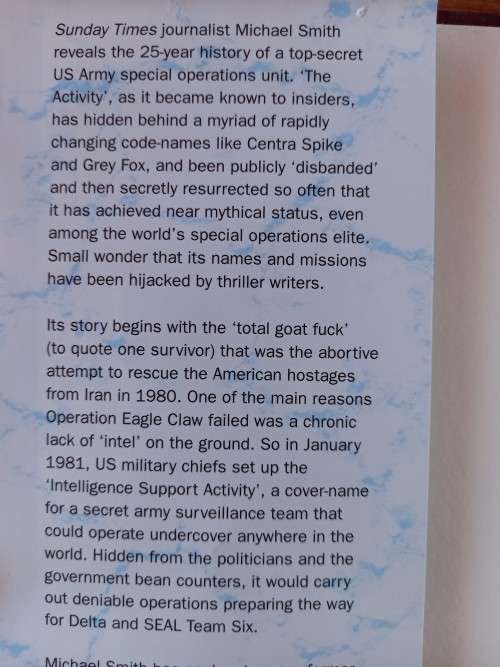 Sunday Times journalist Michael Smith
reveals the 25-year history of a top-secret
US Army special operations unit. ‘The
Activity’, as it became known to insiders,
has hidden behind a myriad of rapidly
changing code-names like Centra Spike
and Grey Fox, and been publicly ‘disbanded’
and then secretly resurrected so often that
it has achieved near mythical status, even
among the world’s special operations elite.
Small wonder that its names and missions
have been hijacked by thriller writers.
Its story begins with the ‘total goat fuck’
(to quote one survivor) that was the abortive
attempt to rescue the American hostages
from Iran in 1980. One of the main reasons
Operation Eagle Claw failed was a chronic
lack of ‘intel’ on the ground. So in January
1981, US military chiefs set up the
‘Intelligence Support Activity’, a cover-name
for a secret army surveillance team that
could operate undercover anywhere in the
world. Hidden from the politicians and the
government bean counters, it would carry
out deniable operations preparing the way
for Delta and SEAL Team Six.
Michael Smith has